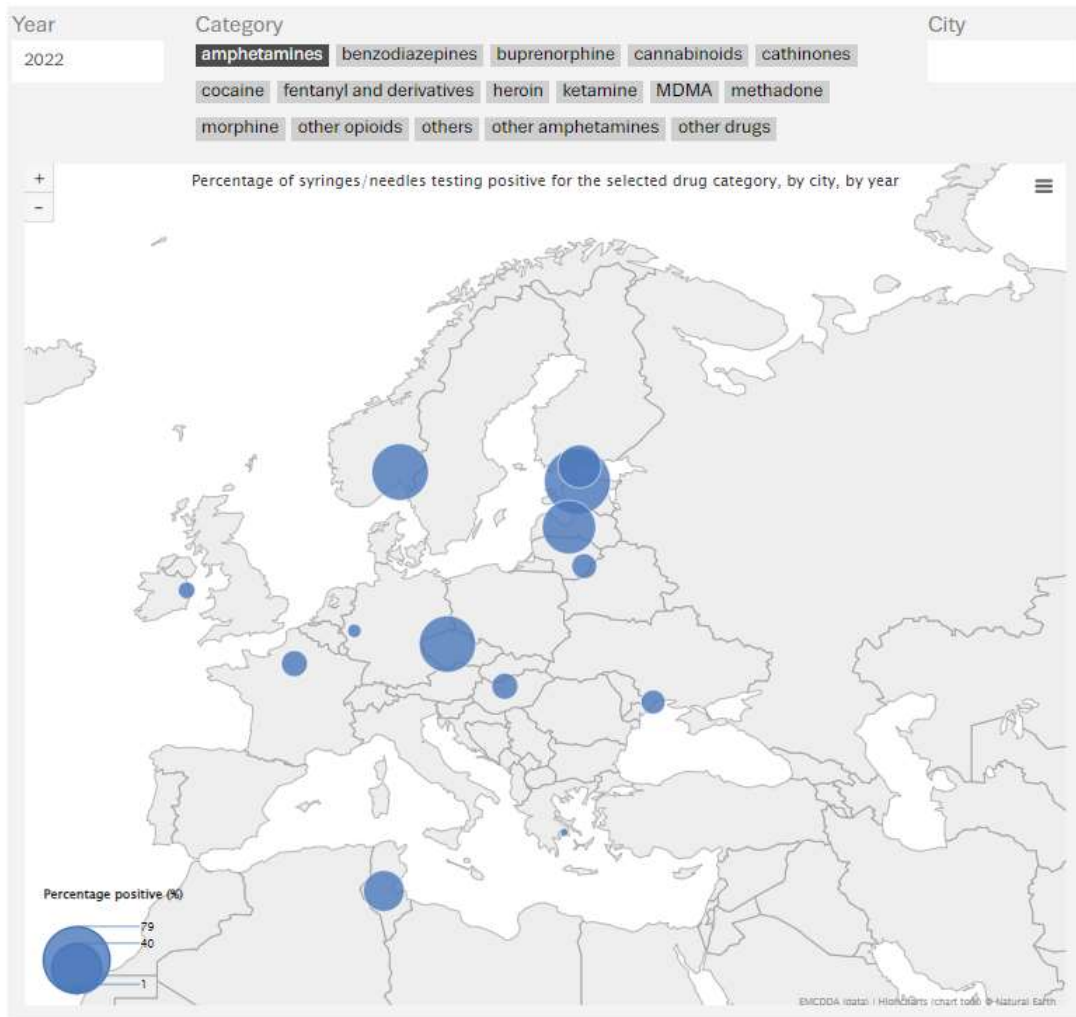 Year
Category
City
2022
amphetamines benzodiazepines buprenorphine cannabinoids cathinones
cocaine fentanyl and derivatives heroin ketamine MDMA methadone
morphine other opioids others other amphetamines other drugs
+
Percentage of syringes/needles testing positive for the selected drug category, by city, by year
-
Percentage positive (%)
79
40
1
EMCDDA (data) | Highcharts (chart tool) © Natural Earth